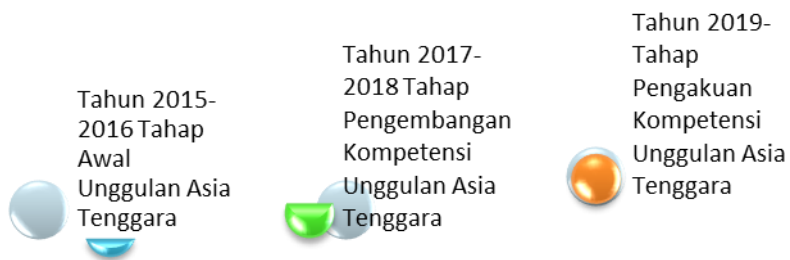 Tahun 2015-
2016 Tahap
Awal
Unggulan Asia
Tenggara
Tahun 2017-
2018 Tahap
Pengembangan
Kompetensi
Unggulan Asia
Tenggara
Tahun 2019-
Tahap
Pengakuan
Kompetensi
Unggulan Asia
Tenggara